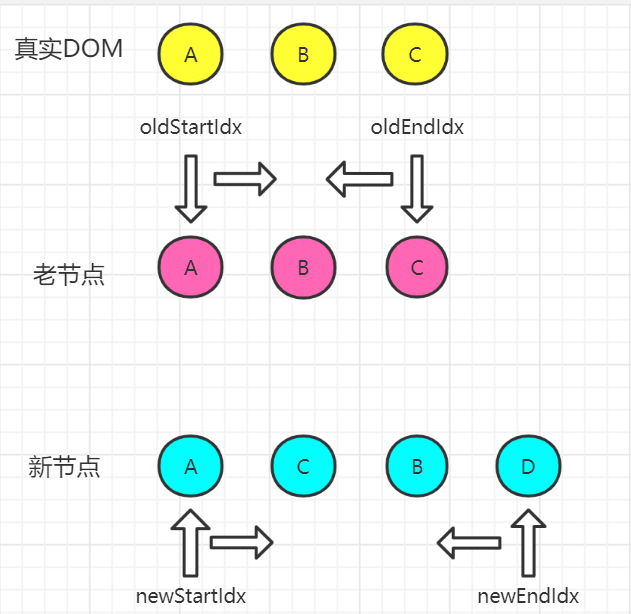 真实DOM A B C
oldStartIdx oldEndIdx
老节点 A B C
新节点 A C B D
newStartIdx newEndIdx